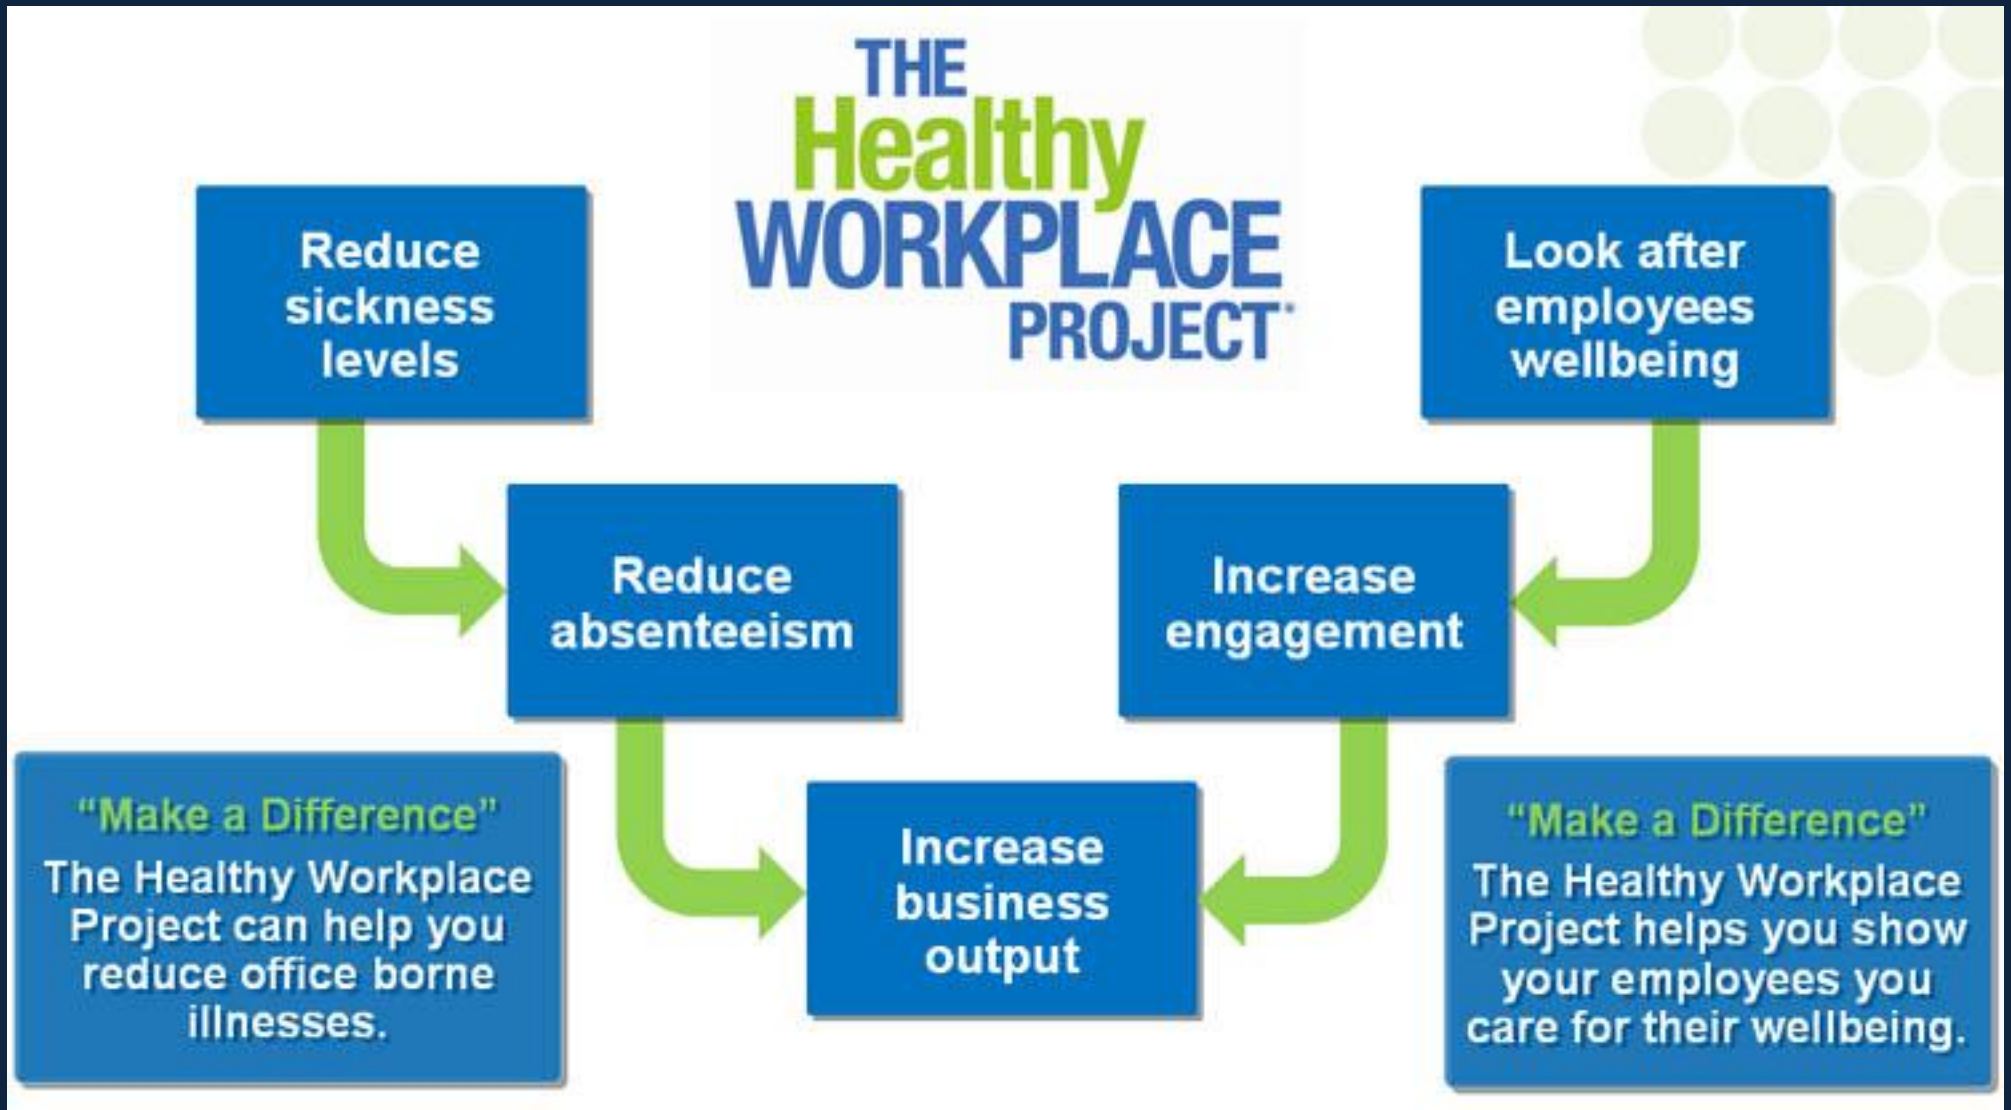 THE
Healthy
WORKPLACE
PROJECT
Reduce
sickness
levels
Look after
employees
wellbeing
Reduce
absenteeism
Increase
engagement
Increase
business
output
“Make a Difference”
The Healthy Workplace
Project can help you
reduce office borne
illnesses.
“Make a Difference”
The Healthy Workplace
Project helps you show
your employees you
care for their wellbeing.